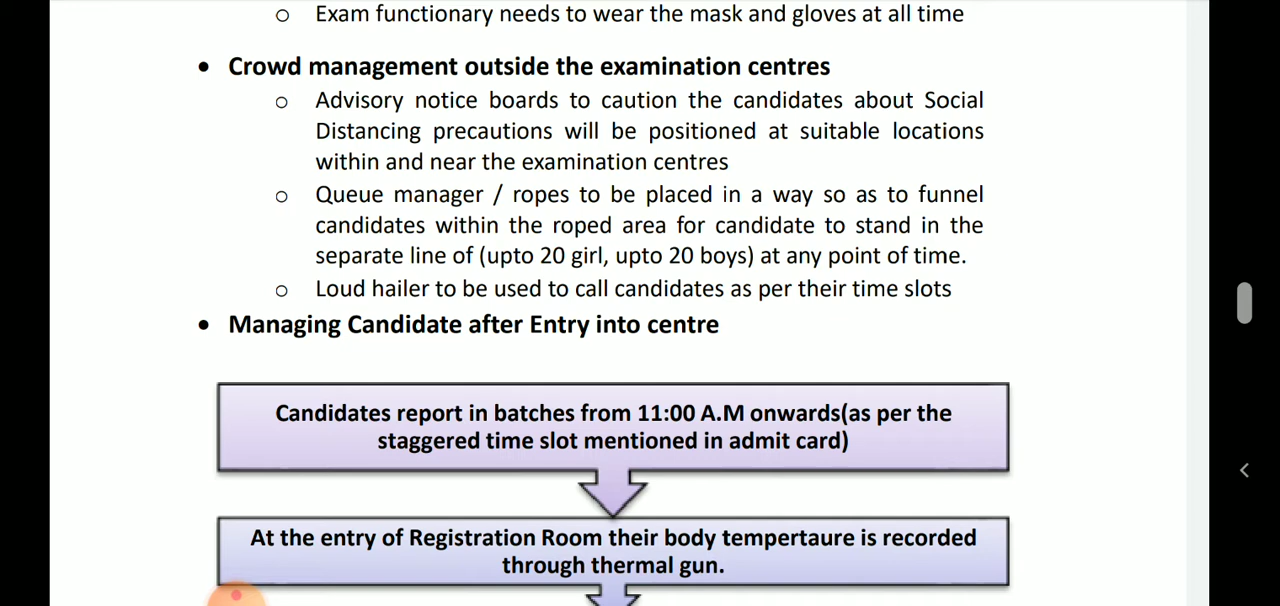 o Exam functionary needs to wear the mask and gloves at all time
• Crowd management outside the examination centres
o Advisory notice boards to caution the candidates about Social
Distancing precautions will be positioned at suitable locations
within and near the examination centres
o Queue manager / ropes to be placed in a way so as to funnel
candidates within the roped area for candidate to stand in the
separate line of (upto 20 girl, upto 20 boys) at any point of time.
o Loud hailer to be used to call candidates as per their time slots
• Managing Candidate after Entry into centre
Candidates report in batches from 11:00 A.M onwards(as per the
staggered time slot mentioned in admit card)
At the entry of Registration Room their body tempertaure is recorded
through thermal gun.